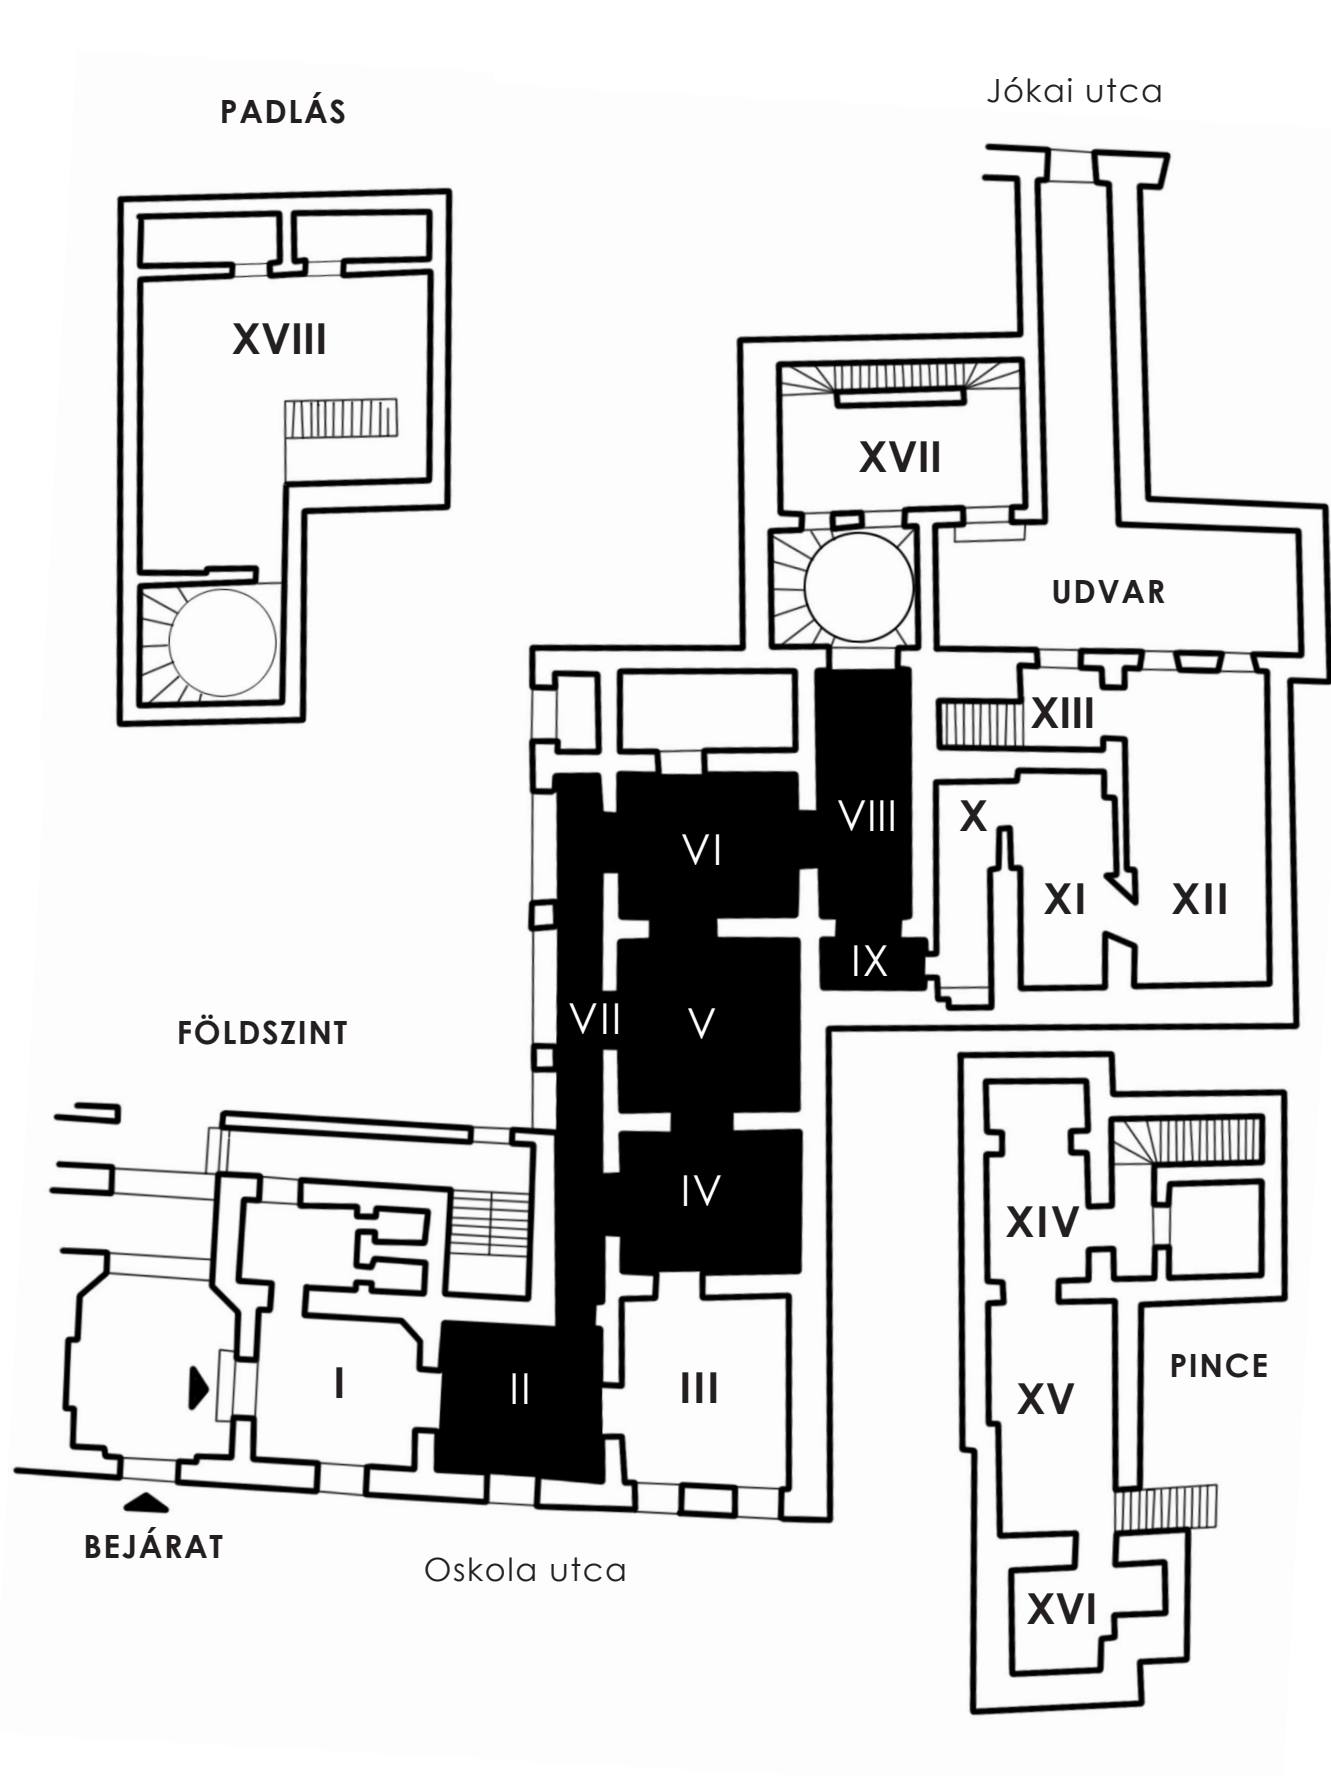 Jókai utca
PADLÁS
XVIII
XVII
UDVAR
XIII
VIII
X
VI
XI
XII
IX
VII
V
FÖLDSZINT
IV
XIV
PINCE
I
II
III
XV
BEJÁRAT
Oskola utca
XVI